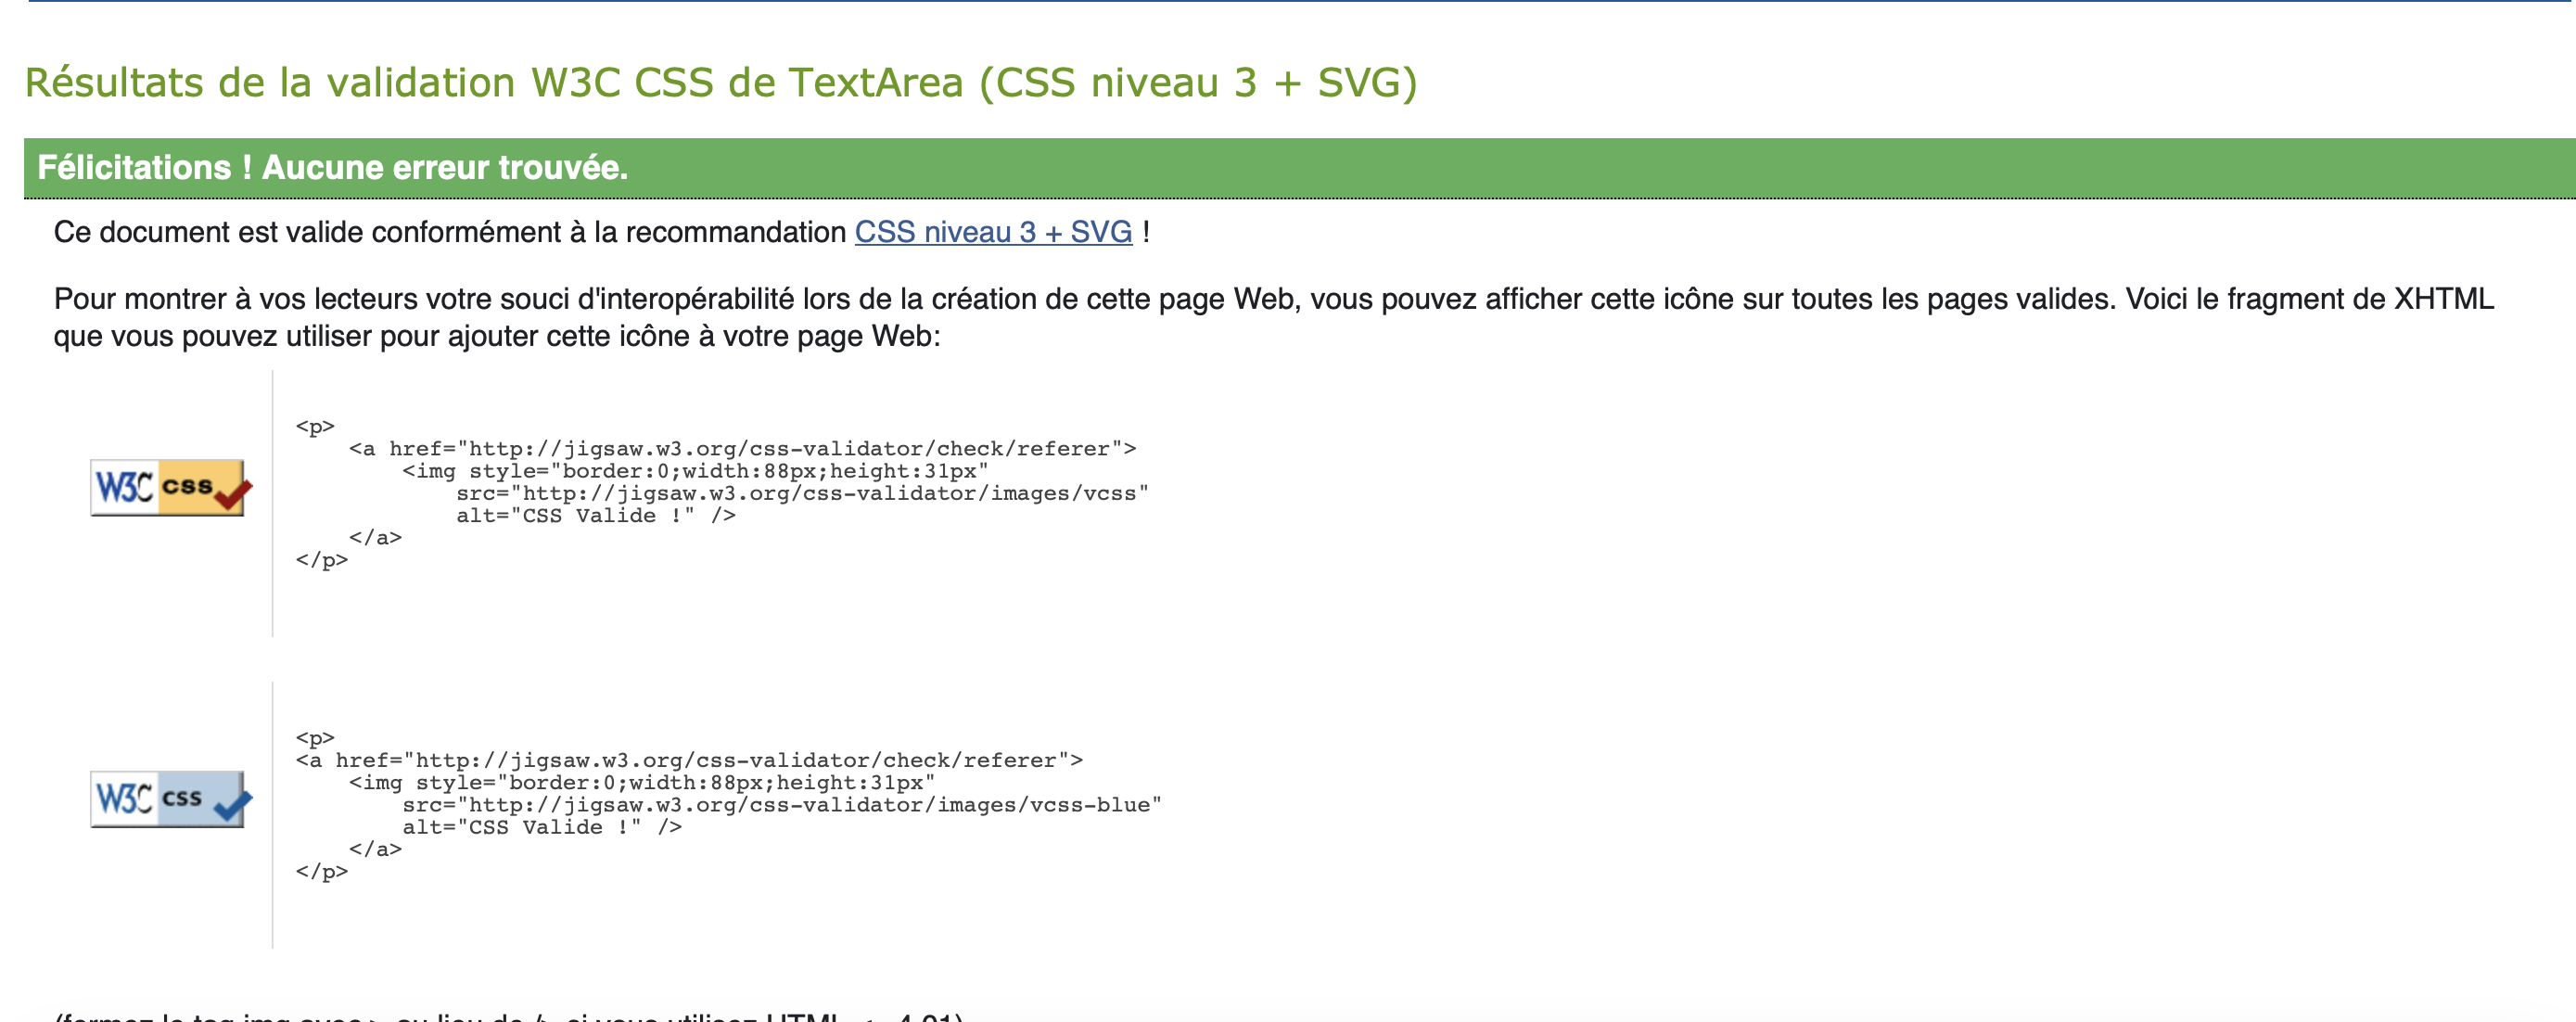 Résultats de la validation W3C CSS de TextArea (CSS niveau 3 + SVG)
Félicitations ! Aucune erreur trouvée.
Ce document est valide conformément à la recommandation CSS niveau 3 + SVG !
Pour montrer à vos lecteurs votre souci d'interopérabilité lors de la création de cette page Web, vous pouvez afficher cette icône sur toutes les pages valides. Voici le fragment de XHTML
que vous pouvez utiliser pour ajouter cette icône à votre page Web:
W3C css
<p>
    <a href="http://jigsaw.w3.org/css-validator/check/referer">
        <img style="border:0;width:88px;height:31px"
            src="http://jigsaw.w3.org/css-validator/images/vcss"
            alt="CSS Valide !" />
    </a>
</p>
W3C css
<p>
<a href="http://jigsaw.w3.org/css-validator/check/referer">
    <img style="border:0;width:88px;height:31px"
        src="http://jigsaw.w3.org/css-validator/images/vcss-blue"
        alt="CSS Valide !" />
    </a>
</p>